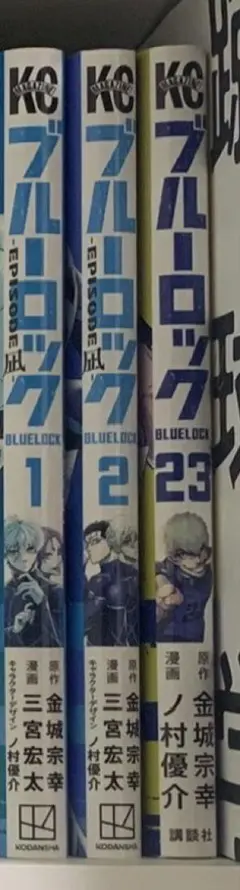 KC
MAGAZINE
ブルーロック
-EPISODE 凪-
BLUELOCK
1
原作 金城宗幸
漫画 三宮宏太
キャラクターデザイン ノ村優介
KODANSHA
KC
MAGAZINE
ブルーロック
-EPISODE 凪-
BLUELOCK
2
原作 金城宗幸
漫画 三宮宏太
キャラクターデザイン ノ村優介
KODANSHA
KC
MAGAZINE
ブルーロック
BLUELOCK
23
原作 金城宗幸
漫画 ノ村優介
講談社